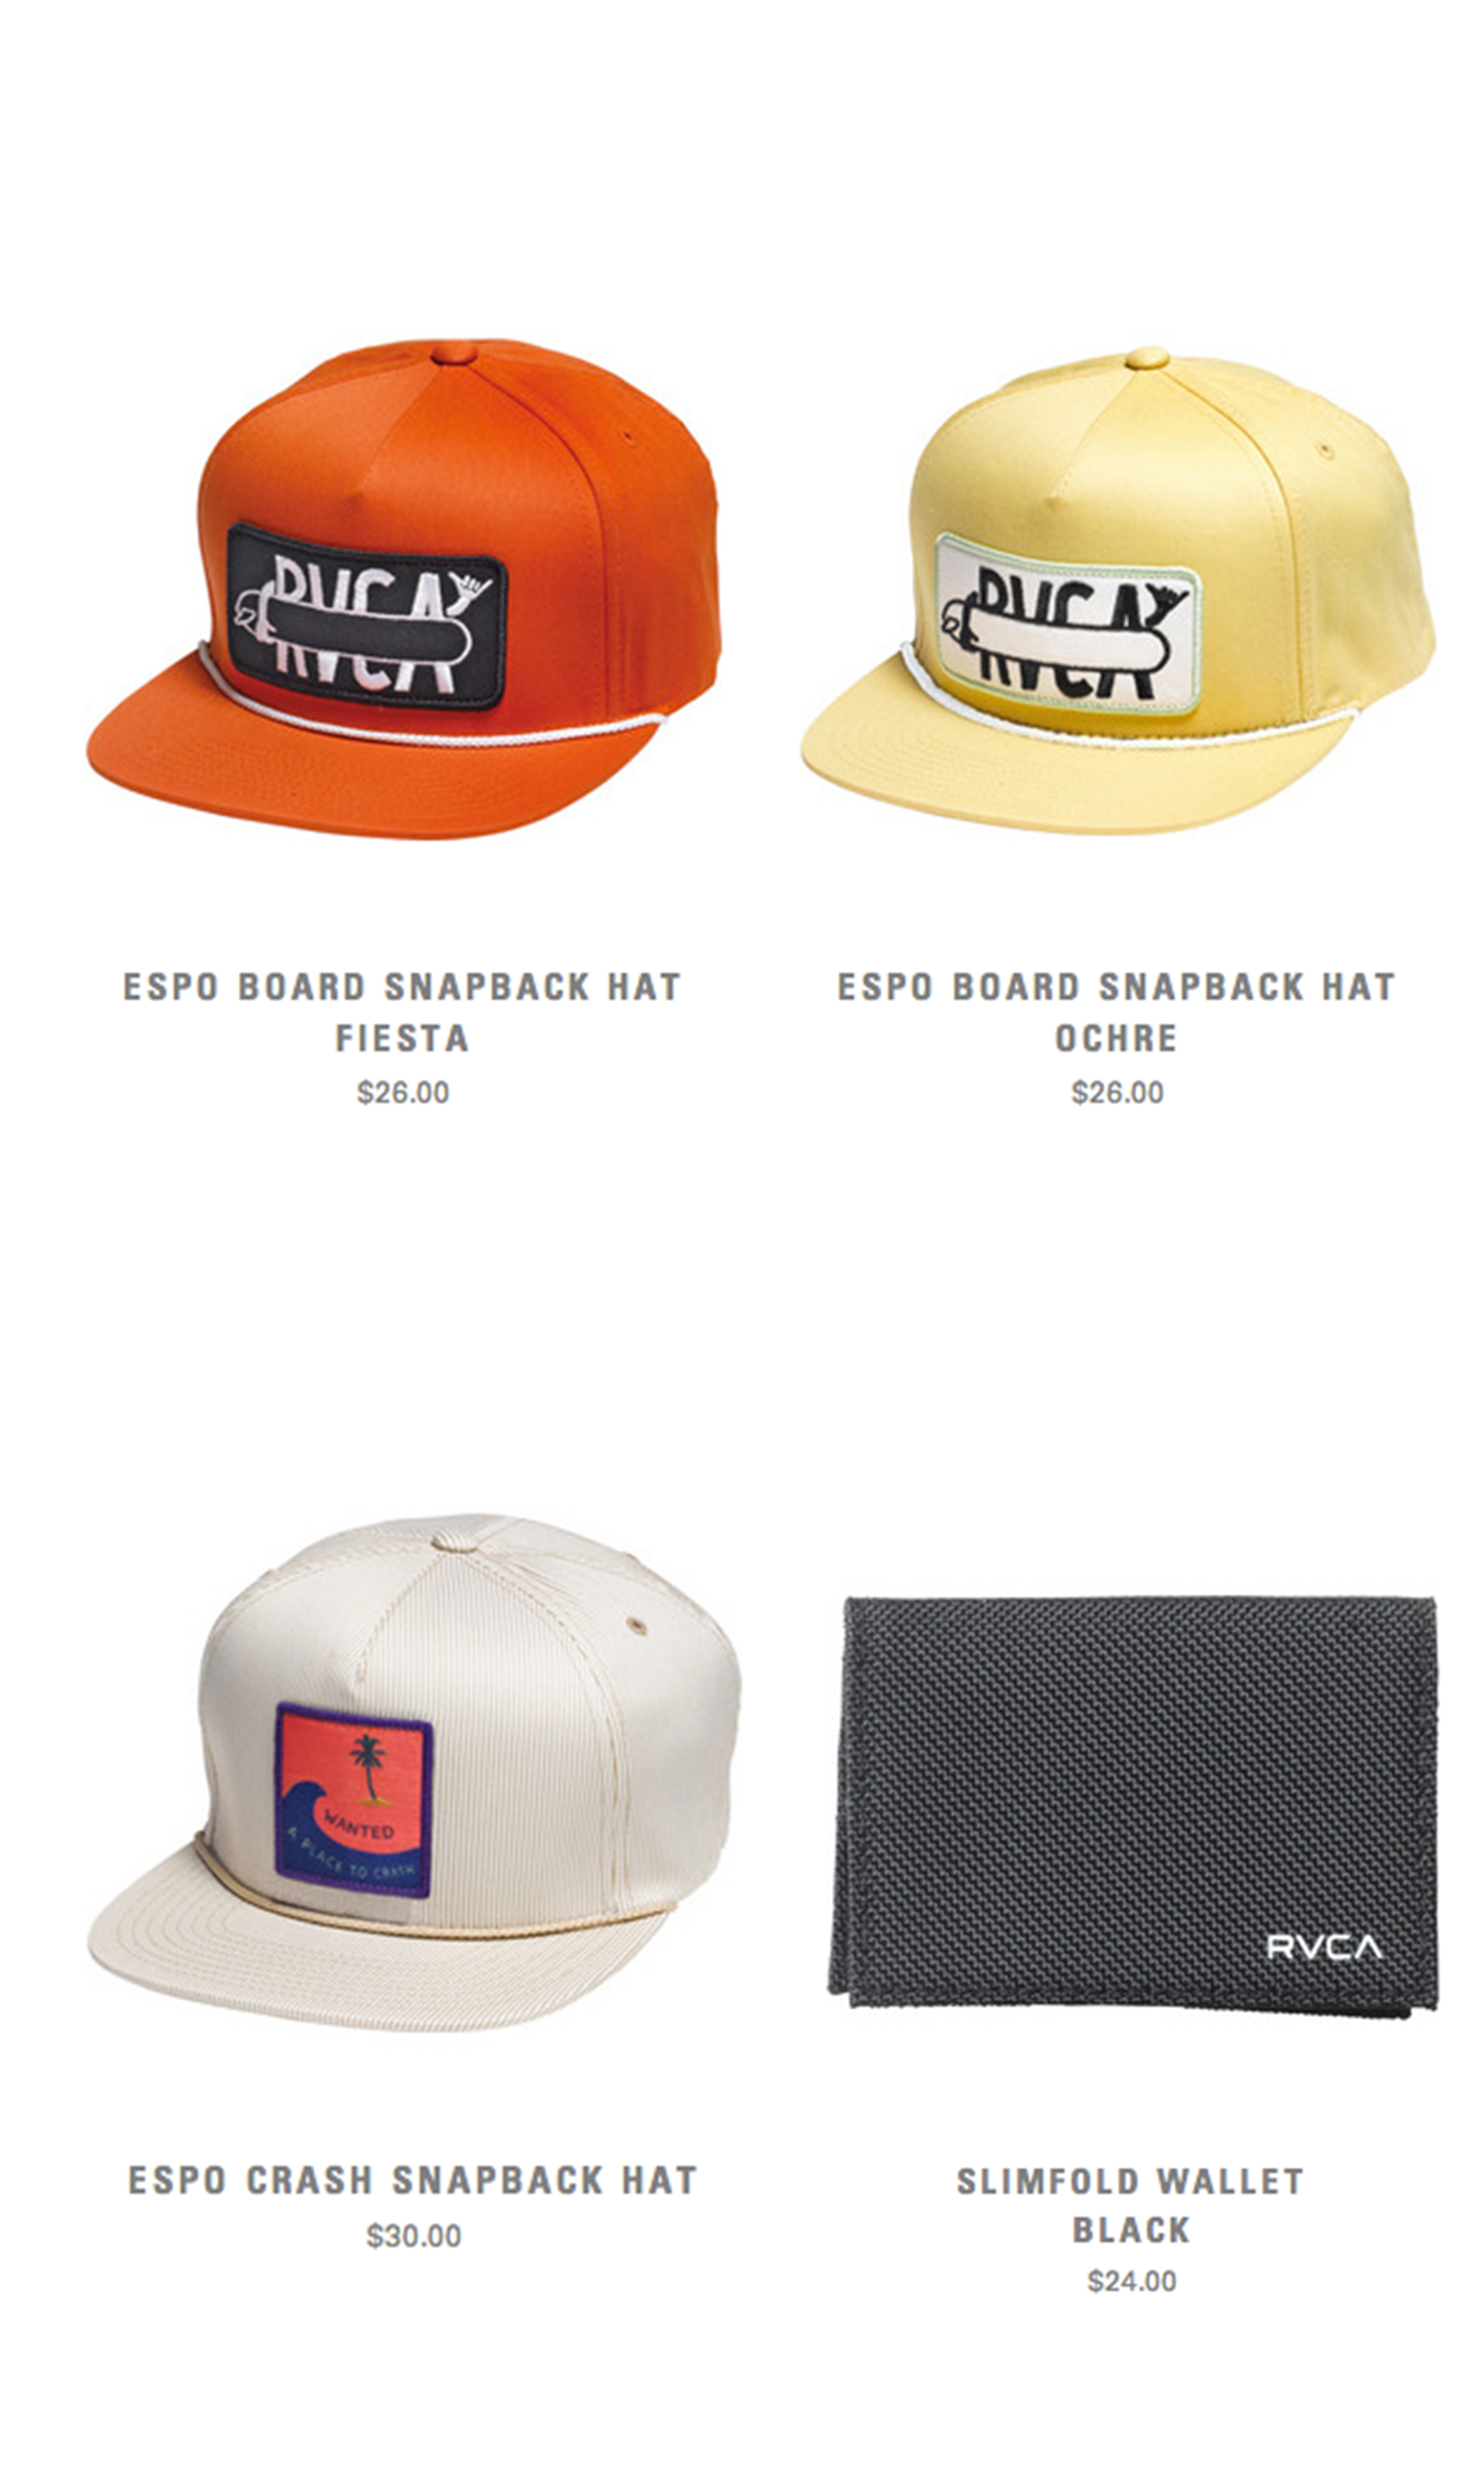 RVCA
RVCA
ESPO BOARD SNAPBACK HAT
FIESTA
$26.00
ESPO BOARD SNAPBACK HAT
OCHRE
$26.00
WANTED
A PLACE TO CRASH
RVCA
ESPO CRASH SNAPBACK HAT
$30.00
SLIMFOLD WALLET
BLACK
$24.00